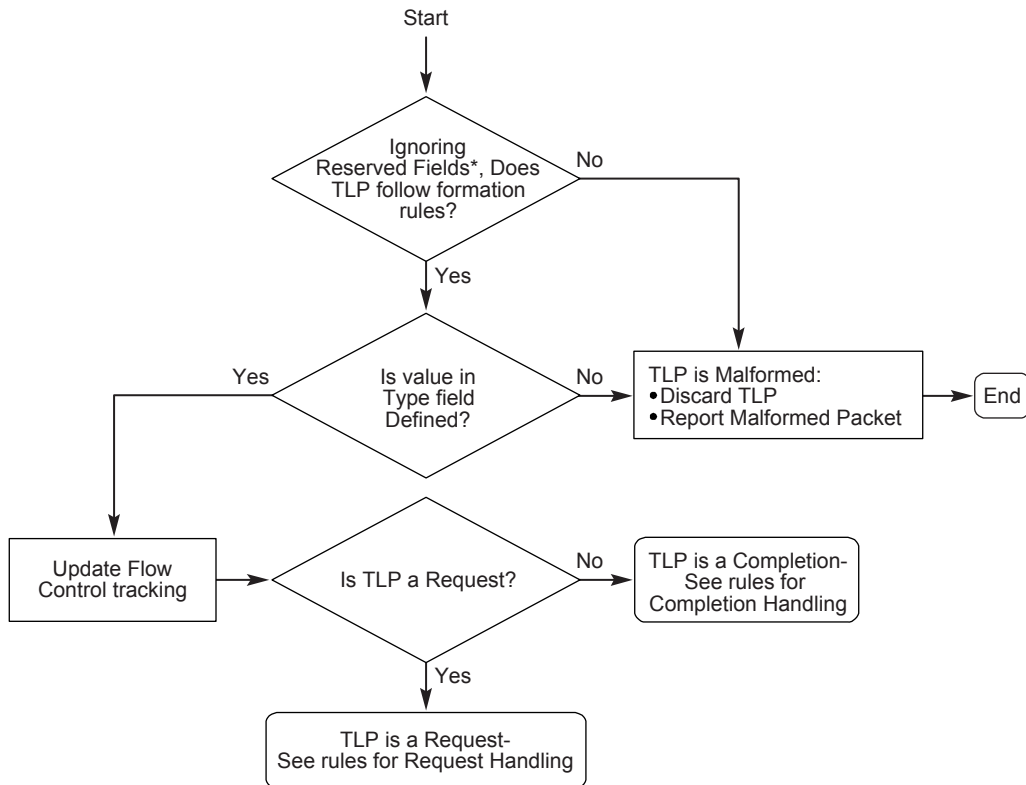 Start
Ignoring
Reserved Fields*, Does
TLP follow formation
rules?
No
Yes
Is value in
Type field
Defined?
Yes
No
TLP is Malformed:
•Discard TLP
•Report Malformed Packet
End
Update Flow
Control tracking
Is TLP a Request?
No
TLP is a Completion-
See rules for
Completion Handling
Yes
TLP is a Request-
See rules for Request Handling